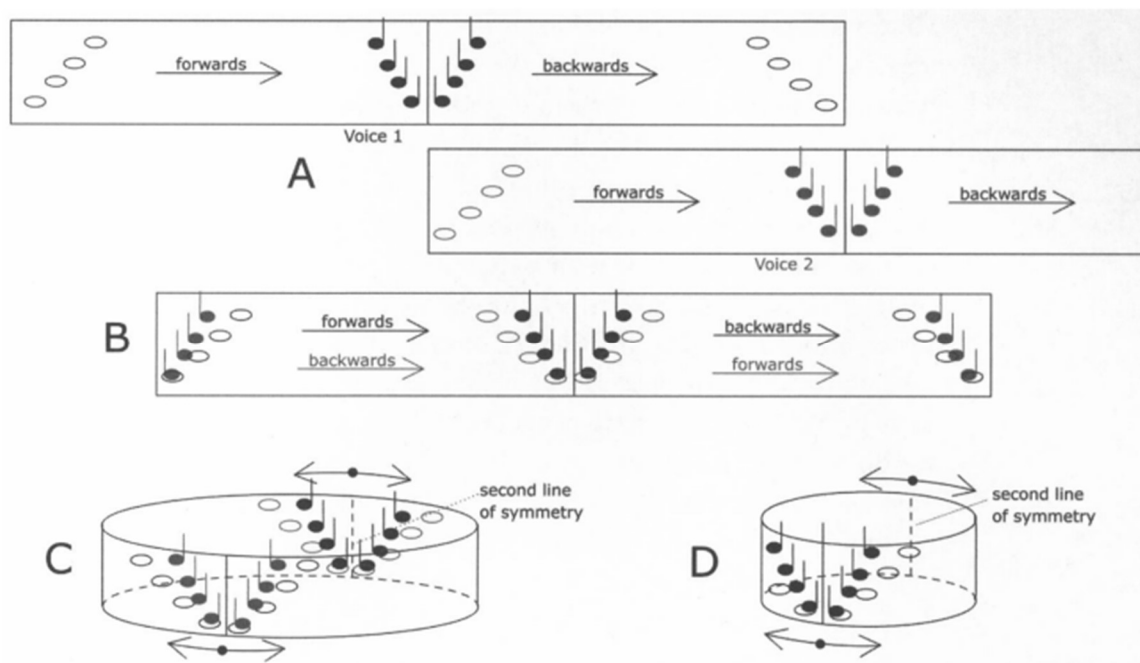 forwards
backwards
Voice 1
A
forwards
backwards
Voice 2
B
forwards
backwards
backwards
forwards
C
second line
of symmetry
D
second line
of symmetry